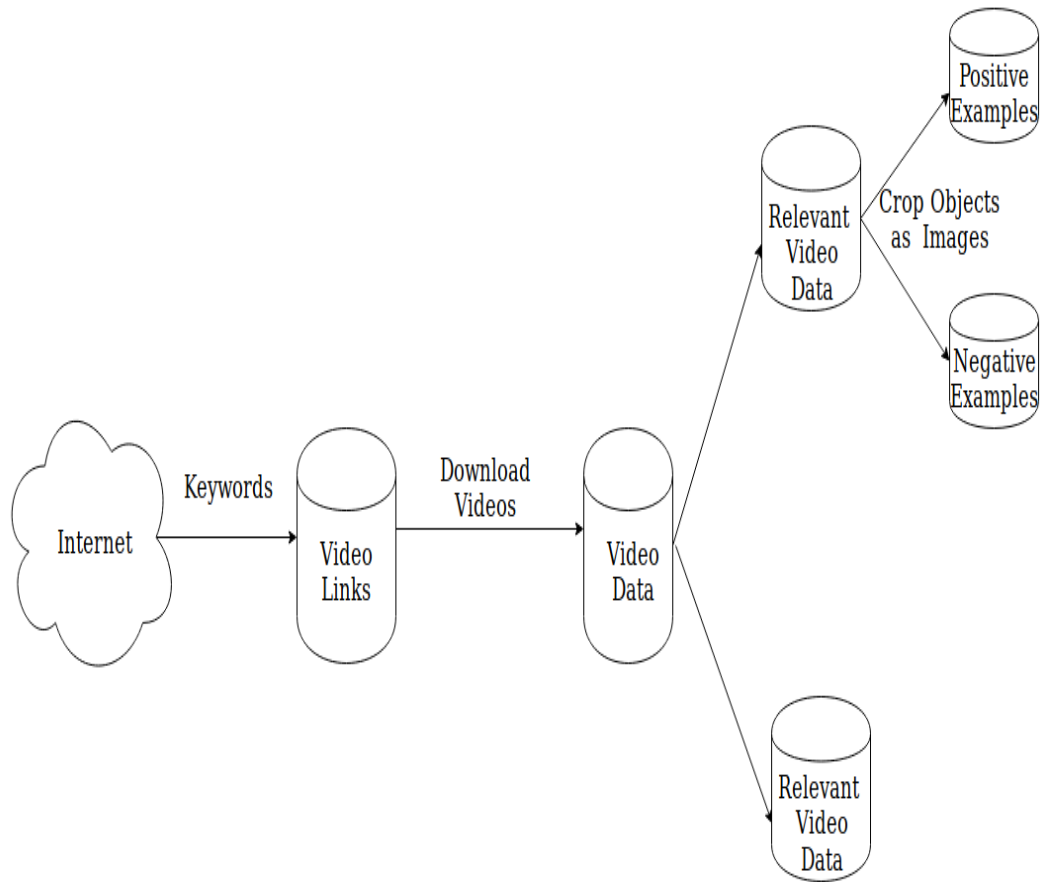 Positive
Examples
Relevant
Video
Data
Crop Objects
as Images
Negative
Examples
Internet
Keywords
Video
Links
Download
Videos
Video
Data
Relevant
Video
Data